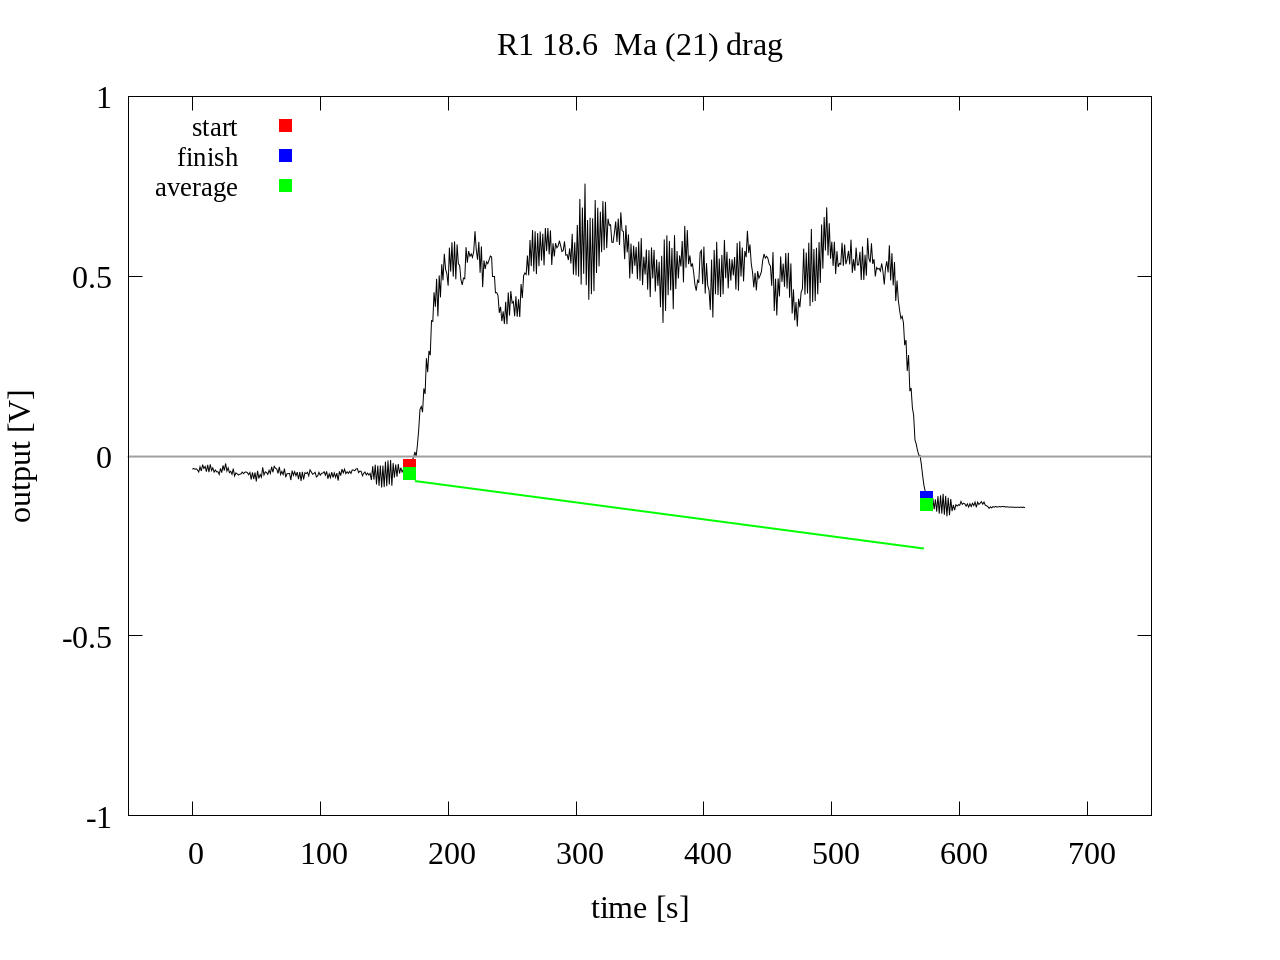 R1 18.6  Ma (21) drag
start
finish
average
1
0.5
0
-0.5
-1
output [V]
0 100 200 300 400 500 600 700
time [s]